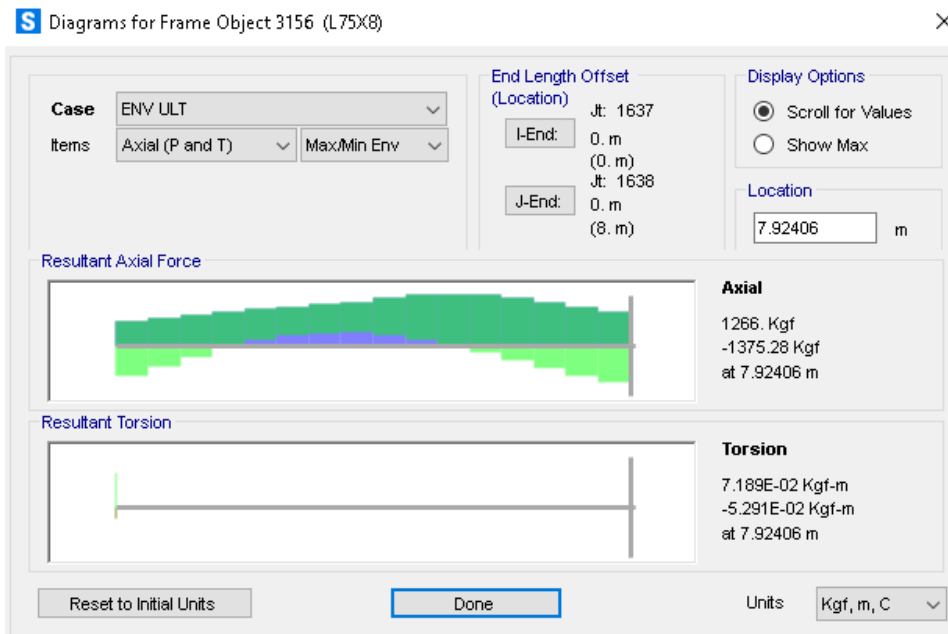 S Diagrams for Frame Object 3156 (L75X8)
Case ENV ULT
Items Axial (P and T) Max/Min Env
End Length Offset
(Location)
Jt: 1637
I-End: 0. m
(0. m)
Jt: 1638
J-End: 0. m
(8. m)
Display Options
Scroll for Values
Show Max
Location
7.92406 m
Resultant Axial Force
Axial
1266. Kgf
-1375.28 Kgf
at 7.92406 m
Resultant Torsion
Torsion
7.189E-02 Kgf-m
-5.291E-02 Kgf-m
at 7.92406 m
Reset to Initial Units
Done
Units Kgf, m, C